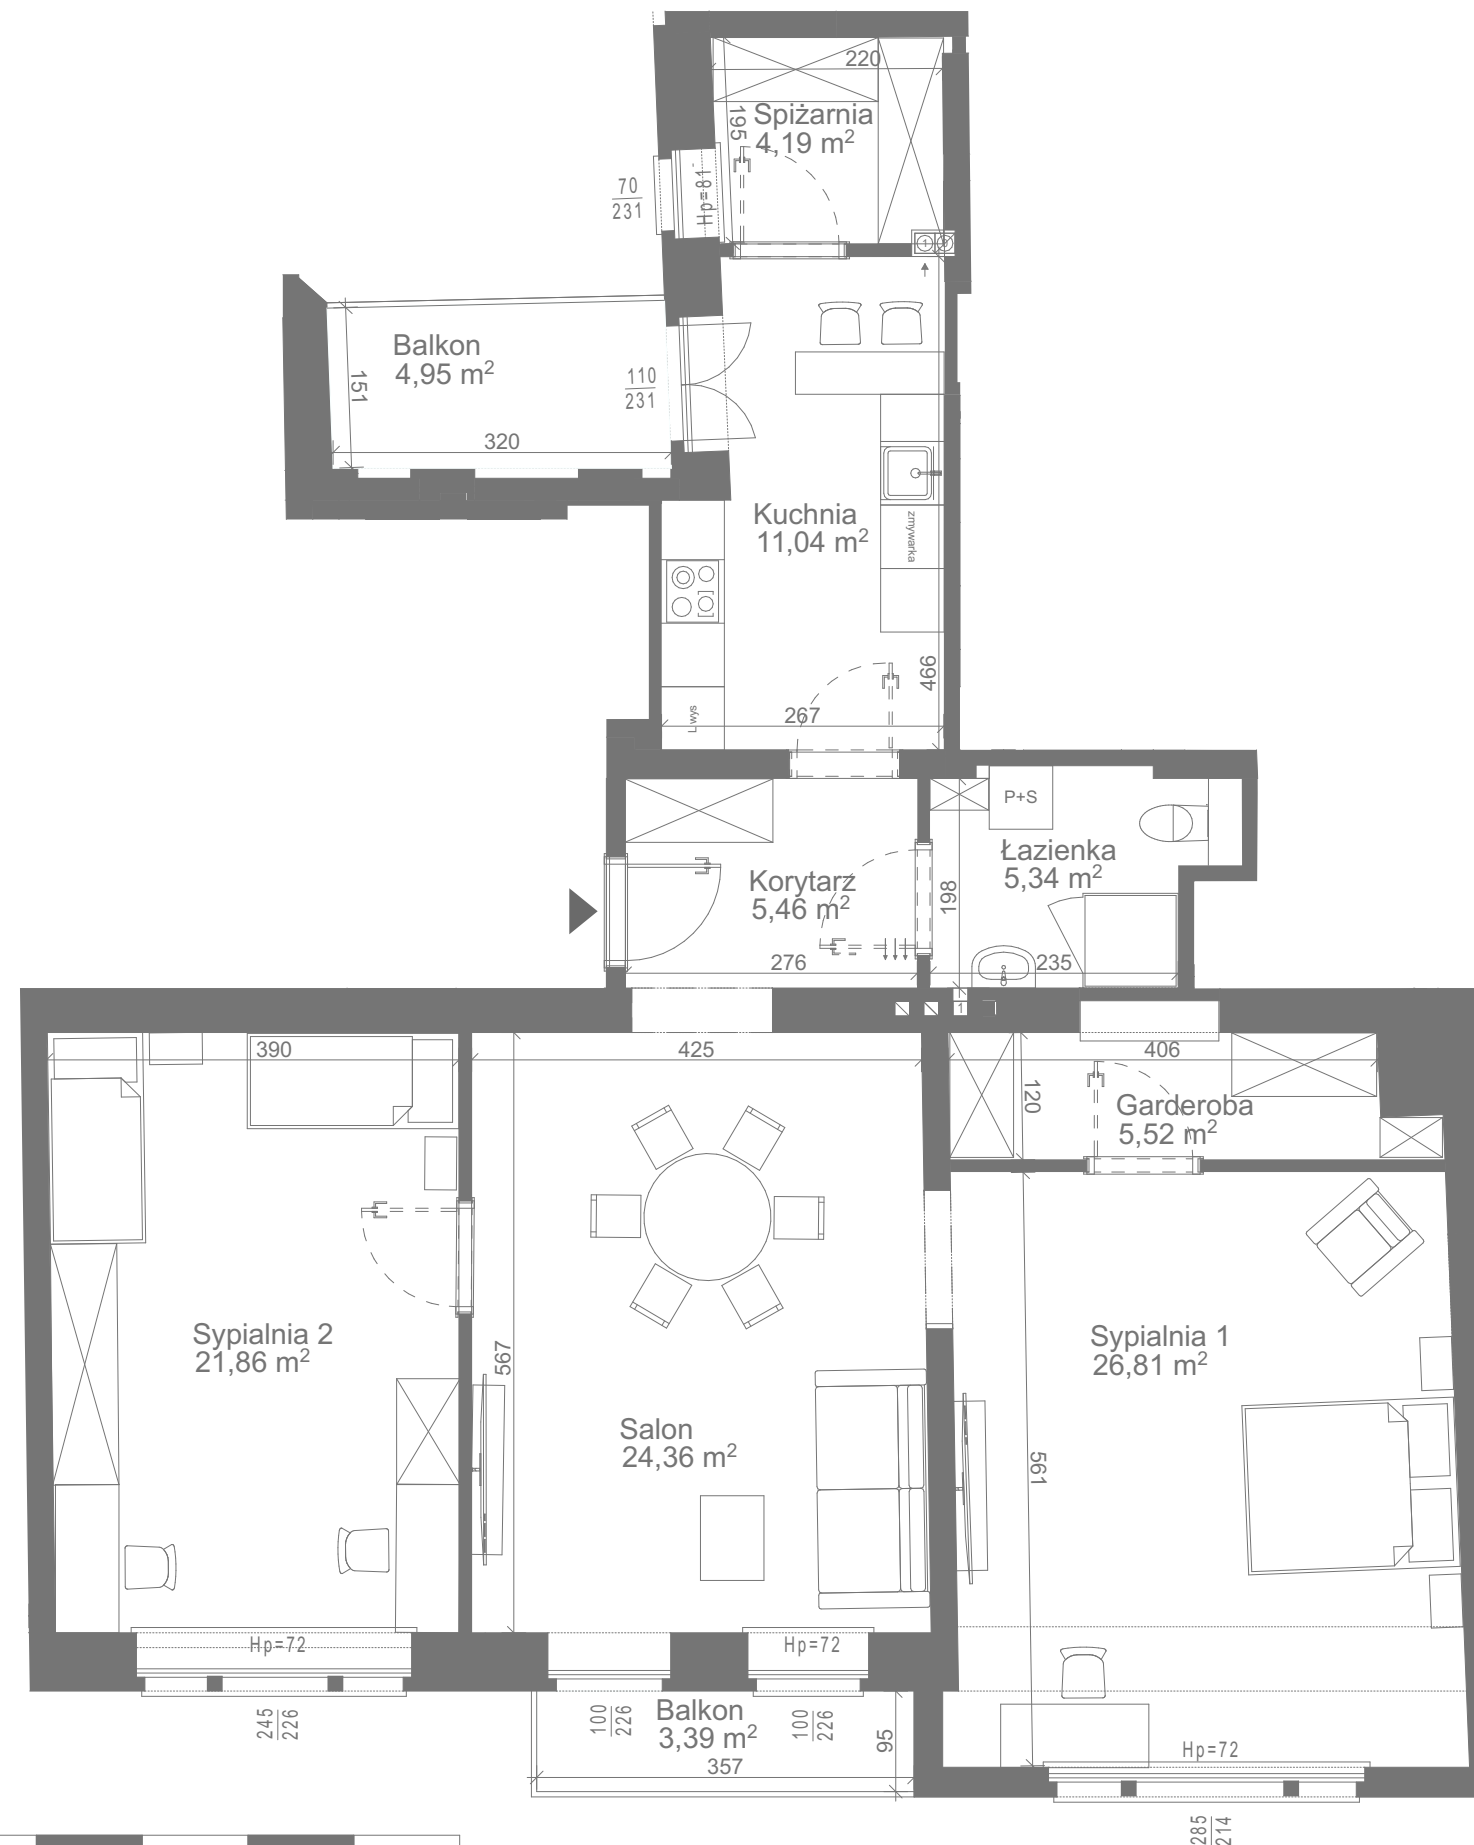 220
Spiżarnia
4,19 m²
195
70
231
Hp=81
1
Balkon
4,95 m²
151
320
110
231
Kuchnia
11,04 m²
zmywarka
466
L.wys
267
P+S
Łazienka
5,34 m²
198
235
Korytarz
5,46 m²
276
1
390
425
406
120
Garderoba
5,52 m²
Sypialnia 2
21,86 m²
567
Salon
24,36 m²
Sypialnia 1
26,81 m²
561
Hp=72
Hp=72
245
226
100
226
Balkon
3,39 m²
100
226
95
357
Hp=72
285
214